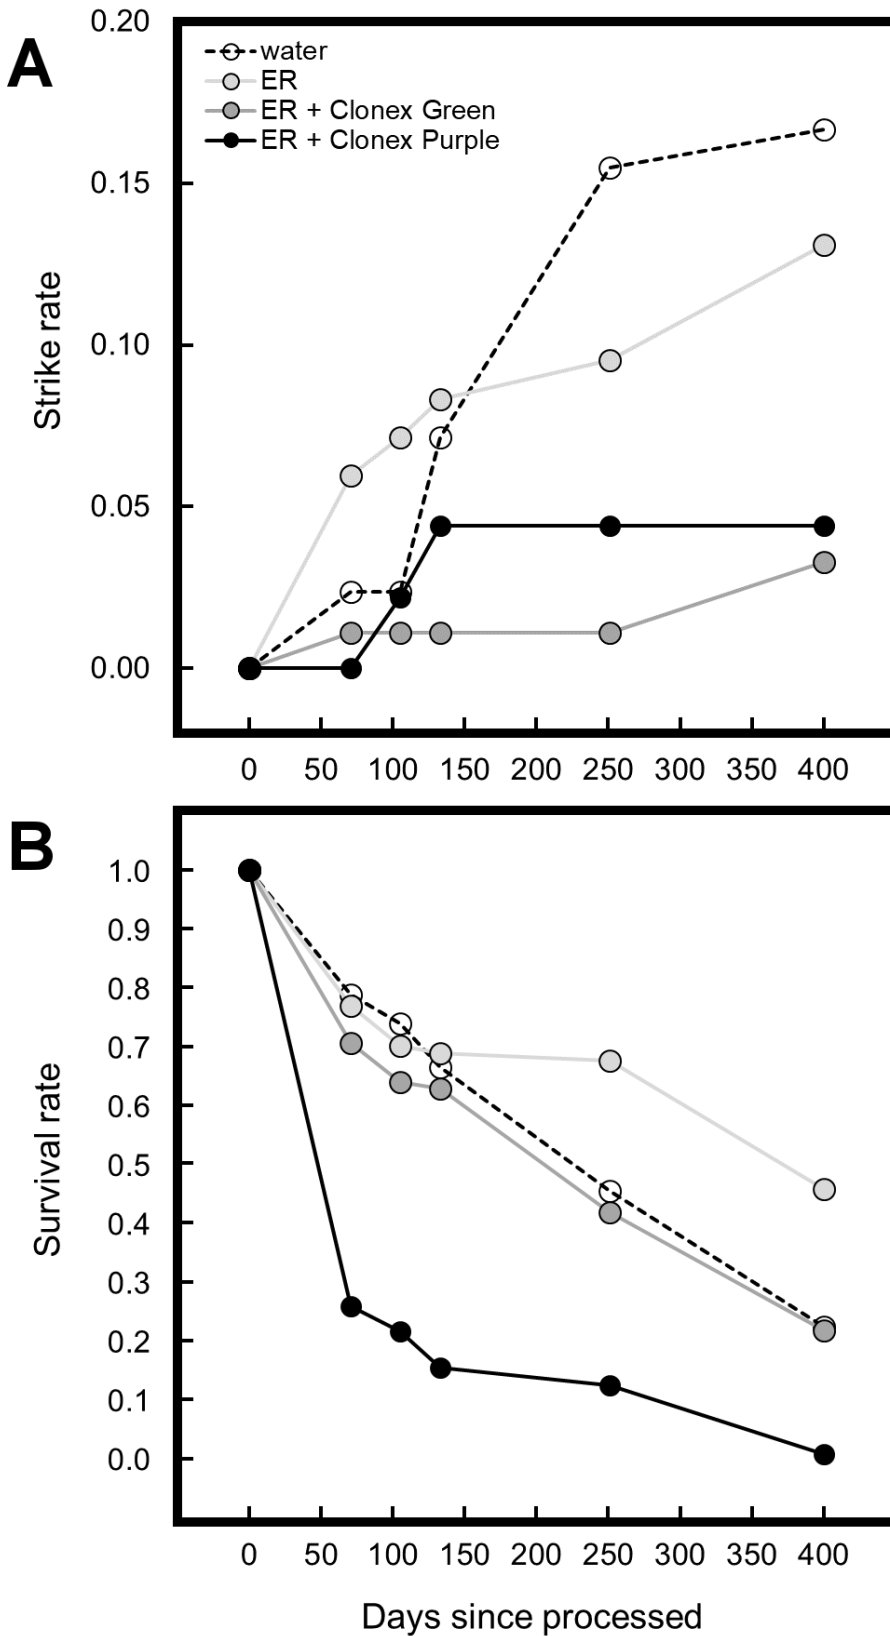 A
0.20
water
ER
ER + Clonex Green
ER + Clonex Purple
0.15
0.10
0.05
0.00
Strike rate
0 50 100 150 200 250 300 350 400
B
1.0
0.9
0.8
0.7
0.6
0.5
0.4
0.3
0.2
0.1
0.0
Survival rate
0 50 100 150 200 250 300 350 400
Days since processed